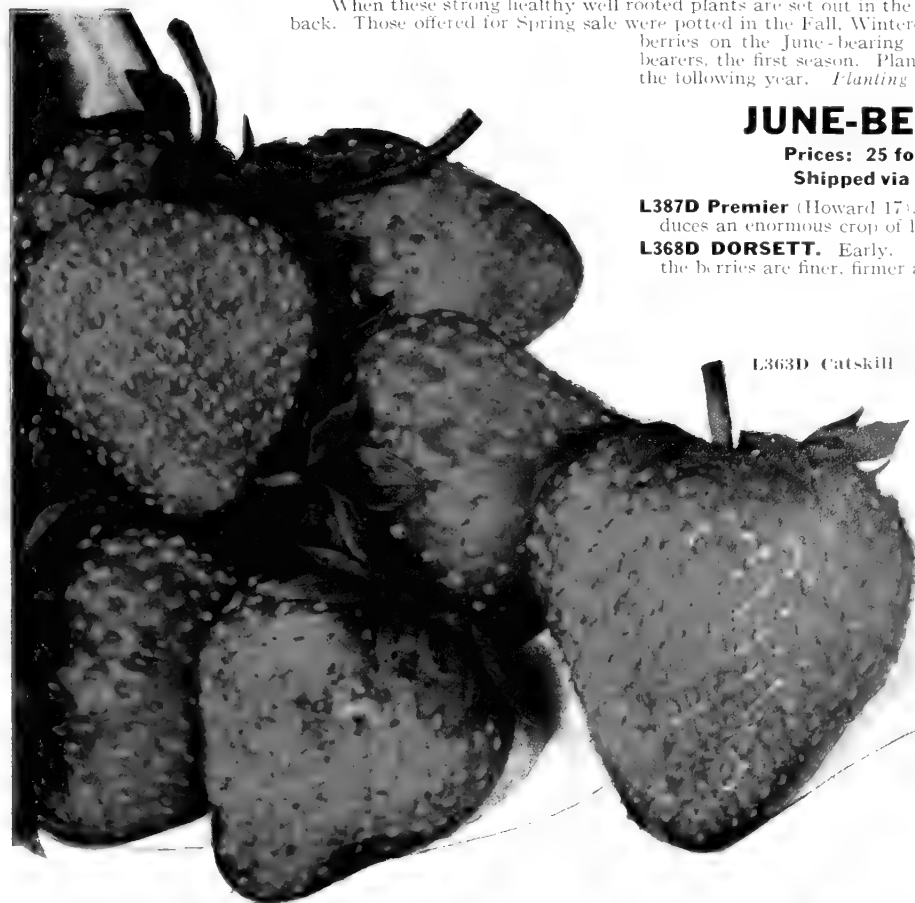 When these strong healthy well rooted plants are set out in the
back. Those offered for Spring sale were potted in the Fall, Winter
berries on the June-bearing
bearers, the first season. Plan
the following year. Planting
JUNE-BE
Prices: 25 fo
Shipped via
L387D Premier (Howard 17)
duces an enormous crop of l
L368D DORSETT. Early.
the berries are finer, firmer a
L363D Catskill